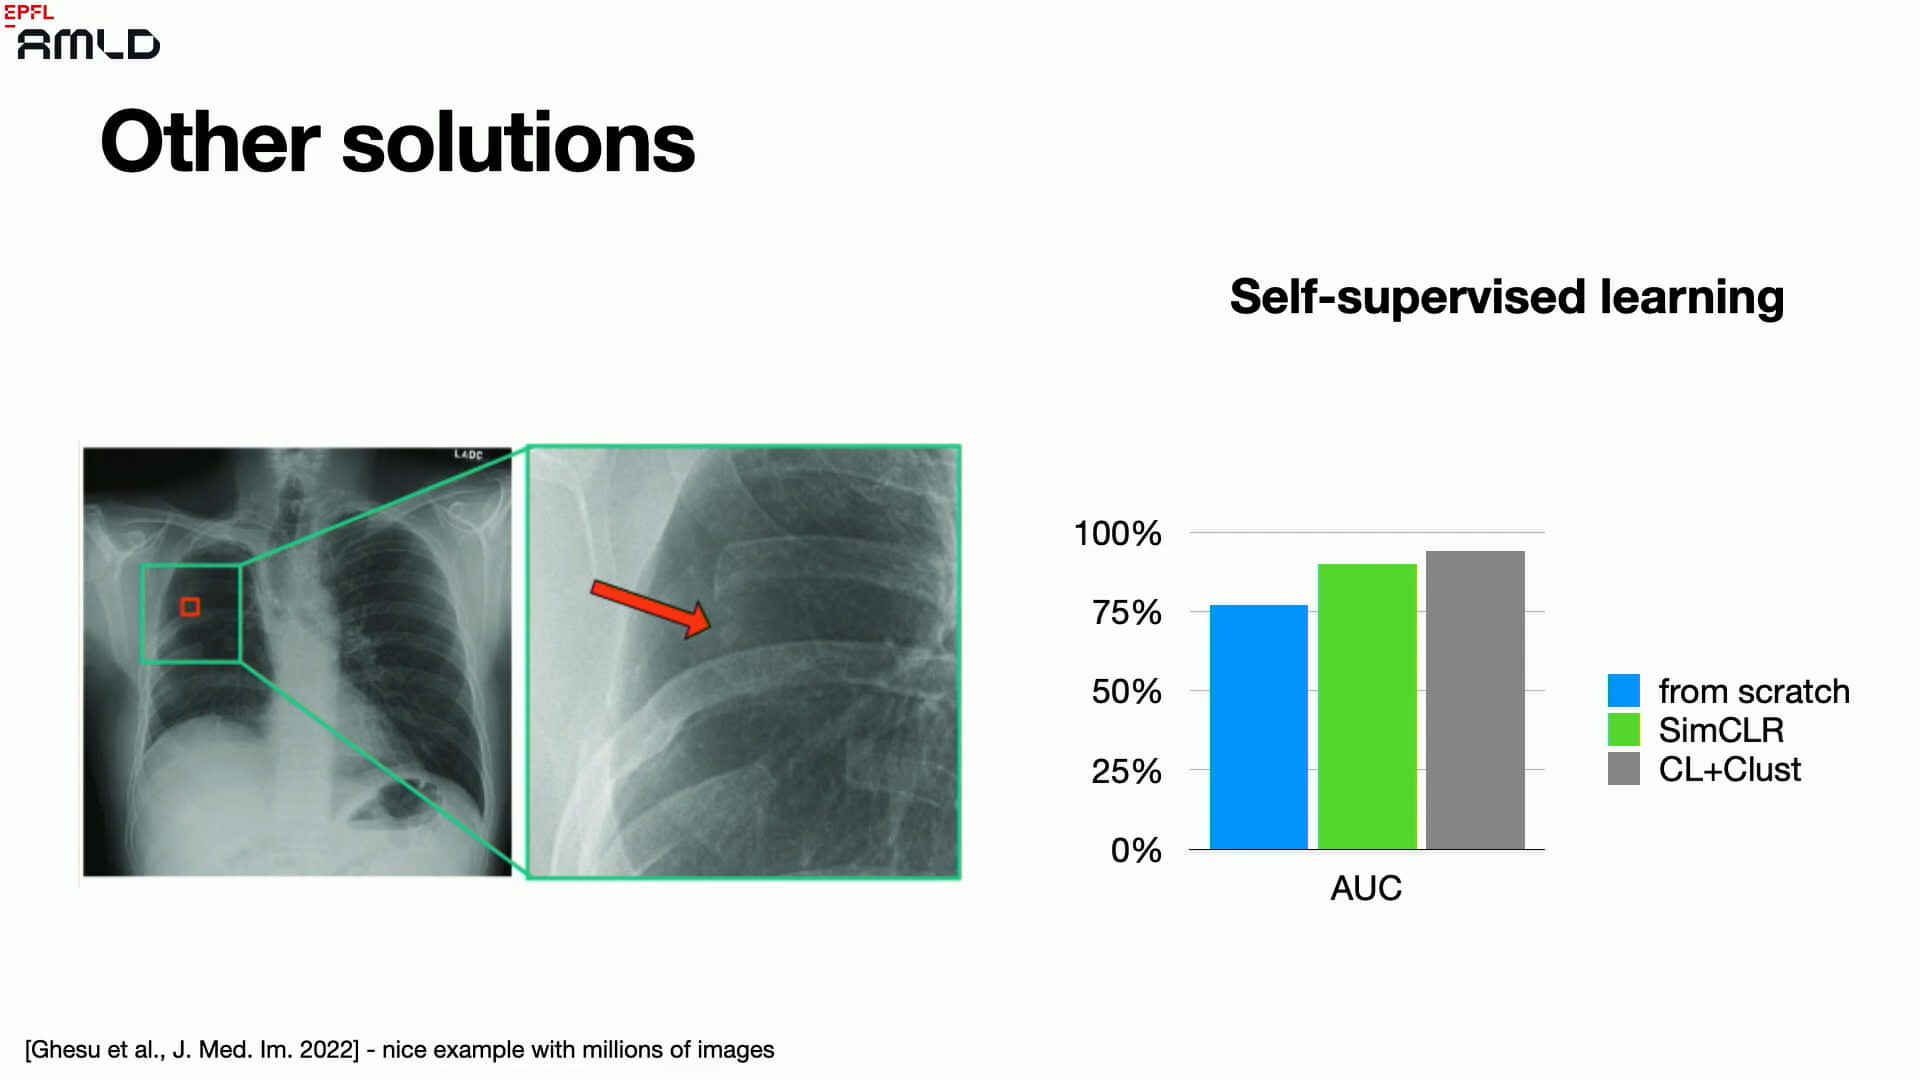 EPFL
AMLD
Other solutions
Self-supervised learning
100%
75%
50%
25%
0%
AUC
from scratch
SimCLR
CL+Clust
[Ghesu et al., J. Med. Im. 2022] - nice example with millions of images